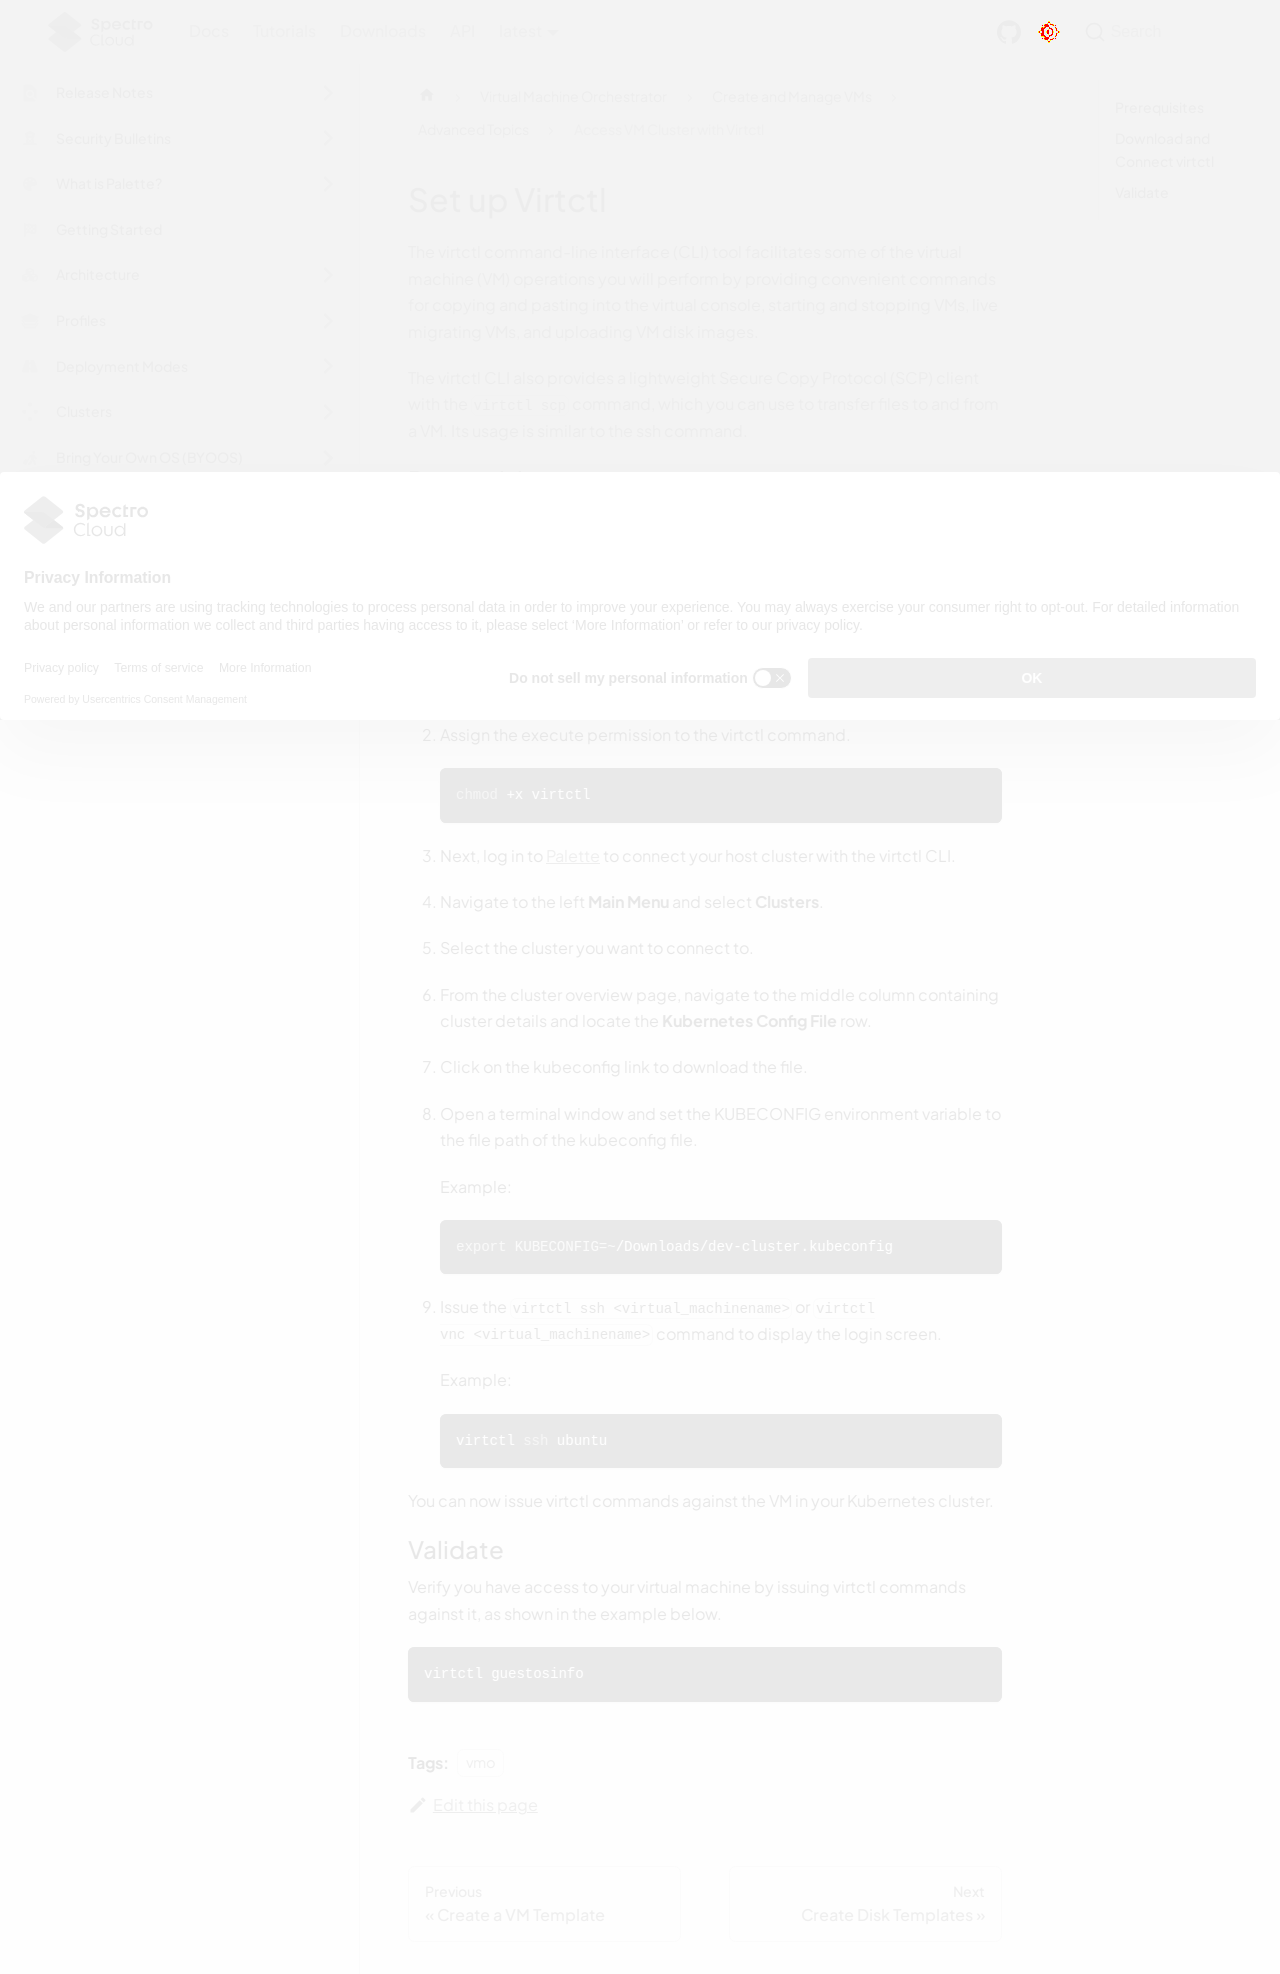 Spectro
Cloud
Docs
Tutorials
Downloads
API
latest
Search
Release Notes
Security Bulletins
What is Palette?
Getting Started
Architecture
Profiles
Deployment Modes
Clusters
Bring Your Own OS (BYOOS)
Virtual Machine Orchestrator
Create and Manage VMs
Advanced Topics
Access VM Cluster with virtctl
Prerequisites
Download and
Connect virtctl
Validate
Set up Virtctl
The virtctl command-line interface (CLI) tool facilitates some of the virtual
machine (VM) operations you will perform by providing convenient commands
for copying and pasting into the virtual console, starting and stopping VMs, live
migrating VMs, and uploading VM disk images.
The virtctl CLI also provides a lightweight Secure Copy Protocol (SCP) client
with the virtctl scp command, which you can use to transfer files to and from
a VM. Its usage is similar to the ssh command.
Spectro
Cloud
Privacy Information
We and our partners are using tracking technologies to process personal data in order to improve your experience. You may always exercise your consumer right to opt-out. For detailed information
about personal information we collect and third parties having access to it, please select 'More Information' or refer to our privacy policy.
Privacy policy
Terms of service
More Information
Powered by Usercentrics Consent Management
Do not sell my personal information
OK
2. Assign the execute permission to the virtctl command.
chmod +x virtctl
3. Next, log in to Palette to connect your host cluster with the virtctl CLI.
4. Navigate to the left Main Menu and select Clusters.
5. Select the cluster you want to connect to.
6. From the cluster overview page, navigate to the middle column containing
cluster details and locate the Kubernetes Config File row.
7. Click on the kubeconfig link to download the file.
8. Open a terminal window and set the KUBECONFIG environment variable to
the file path of the kubeconfig file.
Example:
export KUBECONFIG=~/Downloads/dev-cluster.kubeconfig
9. Issue the virtctl ssh <virtual_machinename> or virtctl
vnc <virtual_machinename> command to display the login screen.
Example:
virtctl ssh ubuntu
You can now issue virtctl commands against the VM in your Kubernetes cluster.
Validate
Verify you have access to your virtual machine by issuing virtctl commands
against it, as shown in the example below.
virtctl guestosinfo
Tags: vmo
Edit this page
Previous
« Create a VM Template
Next
Create Disk Templates »